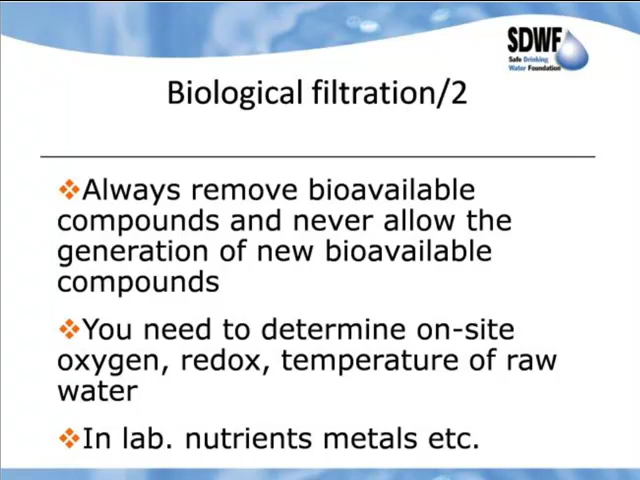 SDWF
Safe Drinking
Water Foundation
Biological filtration/2
❖Always remove bioavailable
compounds and never allow the
generation of new bioavailable
compounds
❖You need to determine on-site
oxygen, redox, temperature of raw
water
❖In lab. nutrients metals etc.